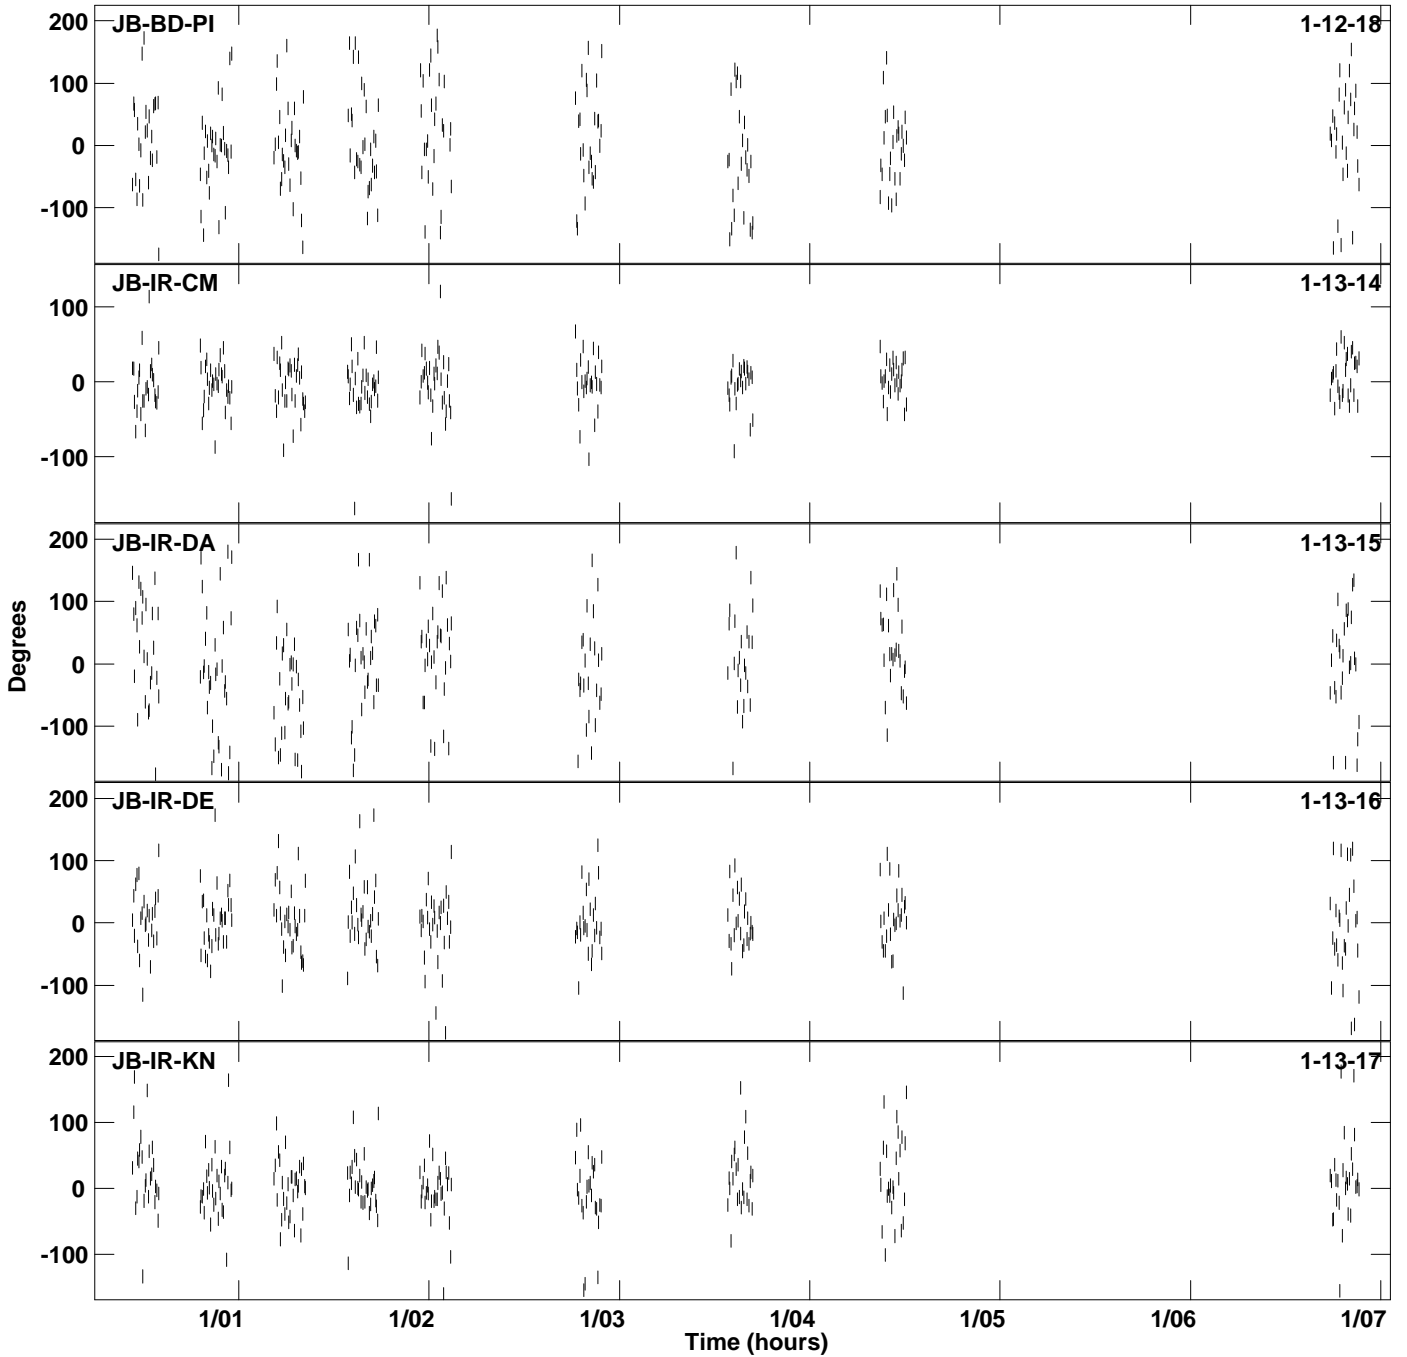 200 JB-BD-PI 1-12-18
100
0
-100
JB-IR-CM 1-13-14
100
0
-100
200 JB-IR-DA 1-13-15
100
0
-100
200 JB-IR-DE 1-13-16
100
0
-100
200 JB-IR-KN 1-13-17
100
0
-100
Degrees
1/01 1/02 1/03 1/04 1/05 1/06 1/07
Time (hours)